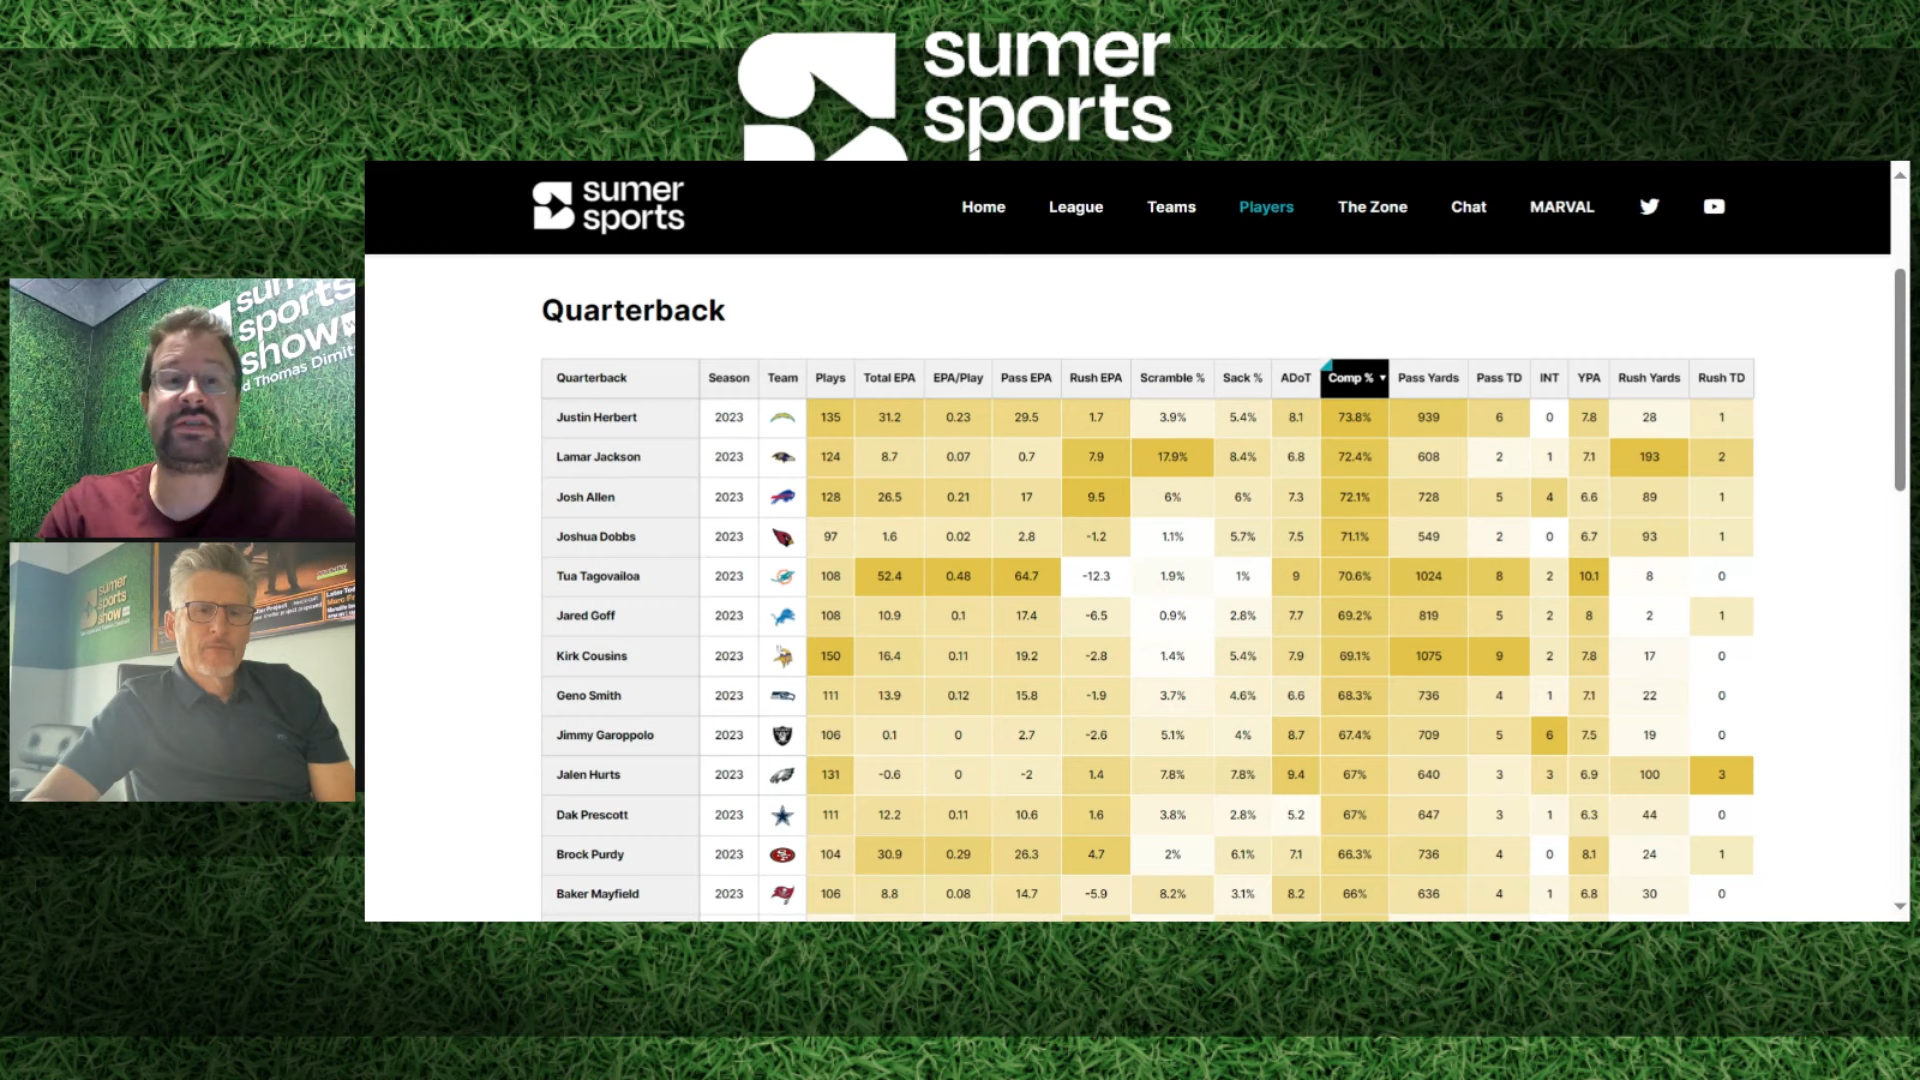 sumer
sports
sumer
sports
Home League Teams Players The Zone Chat MARVAL
Quarterback
Quarterback Season Team Plays Total EPA EPA/Play Pass EPA Rush EPA Scramble % Sack % ADoT Comp % Pass Yards Pass TD INT YPA Rush Yards Rush TD
Justin Herbert 2023 135 31.2 0.23 29.5 1.7 3.9% 5.4% 8.1 73.8% 939 6 0 7.8 28 1
Lamar Jackson 2023 124 8.7 0.07 0.7 7.9 17.9% 8.4% 6.8 72.4% 608 2 1 7.1 193 2
Josh Allen 2023 128 26.5 0.21 17 9.5 6% 6% 7.3 72.1% 728 5 4 6.6 89 1
Joshua Dobbs 2023 97 1.6 0.02 2.8 -1.2 1.1% 5.7% 7.5 71.1% 549 2 0 6.7 93 1
Tua Tagovailoa 2023 108 52.4 0.48 64.7 -12.3 1.9% 1% 9 70.6% 1024 8 2 10.1 8 0
Jared Goff 2023 108 10.9 0.1 17.4 -6.5 0.9% 2.8% 7.7 69.2% 819 5 2 8 2 1
Kirk Cousins 2023 150 16.4 0.11 19.2 -2.8 1.4% 5.4% 7.9 69.1% 1075 9 2 7.8 17 0
Geno Smith 2023 111 13.9 0.12 15.8 -1.9 3.7% 4.6% 6.6 68.3% 736 4 1 7.1 22 0
Jimmy Garoppolo 2023 106 0.1 0 2.7 -2.6 5.1% 4% 8.7 67.4% 709 5 6 7.5 19 0
Jalen Hurts 2023 131 -0.6 0 -2 1.4 7.8% 7.8% 9.4 67% 640 3 3 6.9 100 3
Dak Prescott 2023 111 12.2 0.11 10.6 1.6 3.8% 2.8% 5.2 67% 647 3 1 6.3 44 0
Brock Purdy 2023 104 30.9 0.29 26.3 4.7 2% 6.1% 7.1 66.3% 736 4 0 8.1 24 1
Baker Mayfield 2023 106 8.8 0.08 14.7 -5.9 8.2% 3.1% 8.2 66% 636 4 1 6.8 30 0
sports
show
d Thomas Dimit
sumer
sports
show